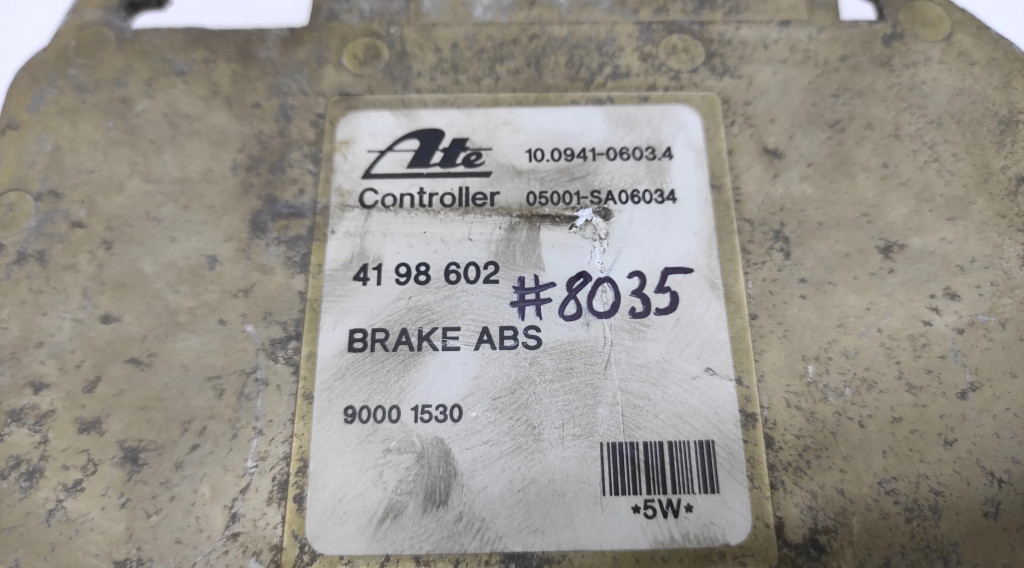 Ate 10.0941-0603.4
Controller 05001-SA06034
41 98 602 #8035
BRAKE ABS
9000 1530
*5W*